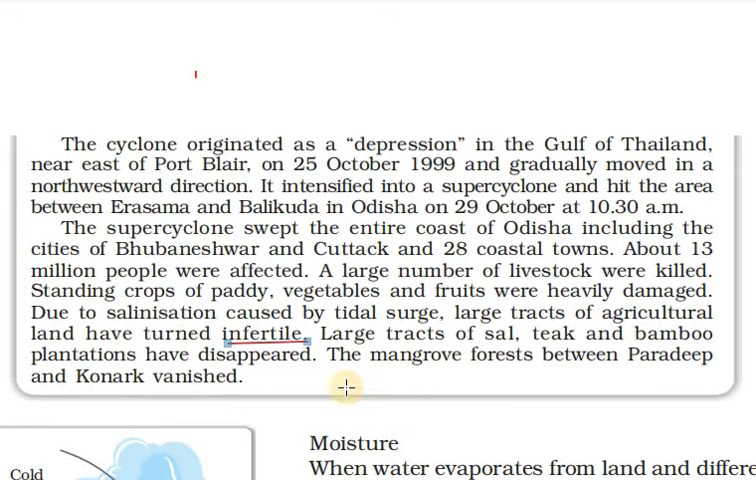 The cyclone originated as a “depression” in the Gulf of Thailand,
near east of Port Blair, on 25 October 1999 and gradually moved in a
northwestward direction. It intensified into a supercyclone and hit the area
between Erasama and Balikuda in Odisha on 29 October at 10.30 a.m.
The supercyclone swept the entire coast of Odisha including the
cities of Bhubaneshwar and Cuttack and 28 coastal towns. About 13
million people were affected. A large number of livestock were killed.
Standing crops of paddy, vegetables and fruits were heavily damaged.
Due to salinisation caused by tidal surge, large tracts of agricultural
land have turned infertile. Large tracts of sal, teak and bamboo
plantations have disappeared. The mangrove forests between Paradeep
and Konark vanished.
Moisture
When water evaporates from land and differe
Cold